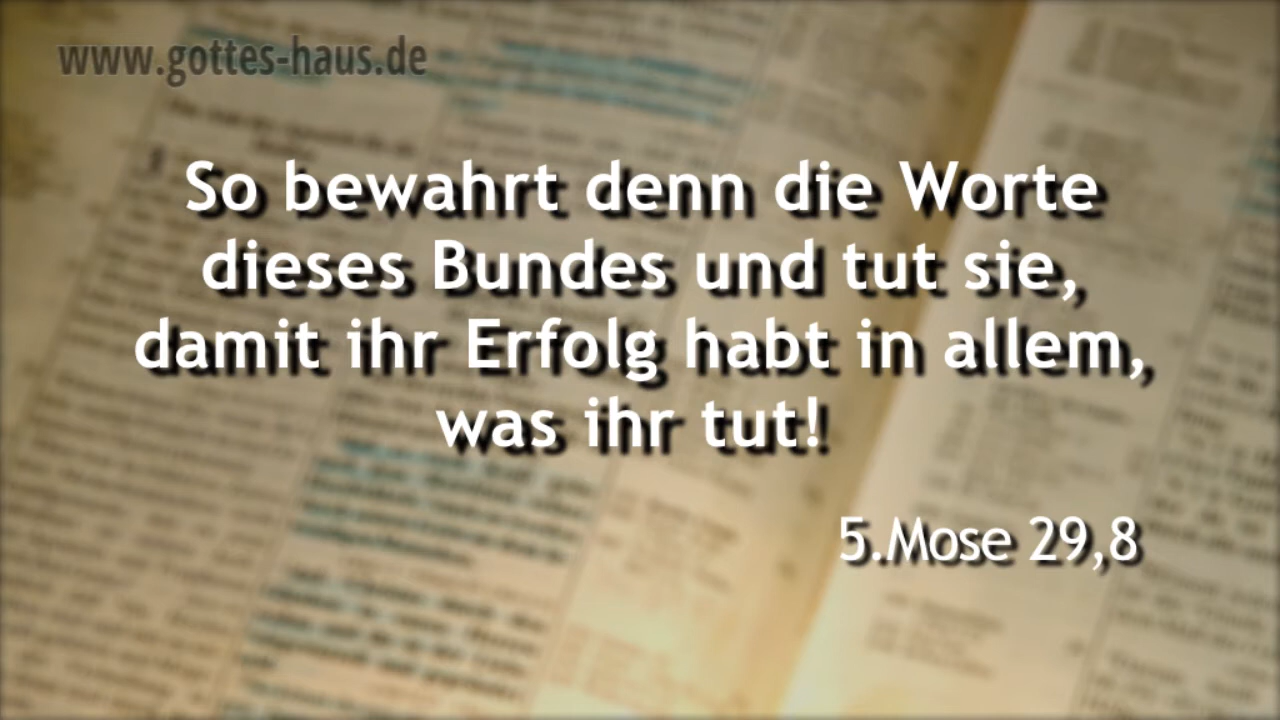 www.gottes-haus.de
So bewahrt denn die Worte
dieses Bundes und tut sie,
damit ihr Erfolg habt in allem,
was ihr tut!
5.Mose 29,8